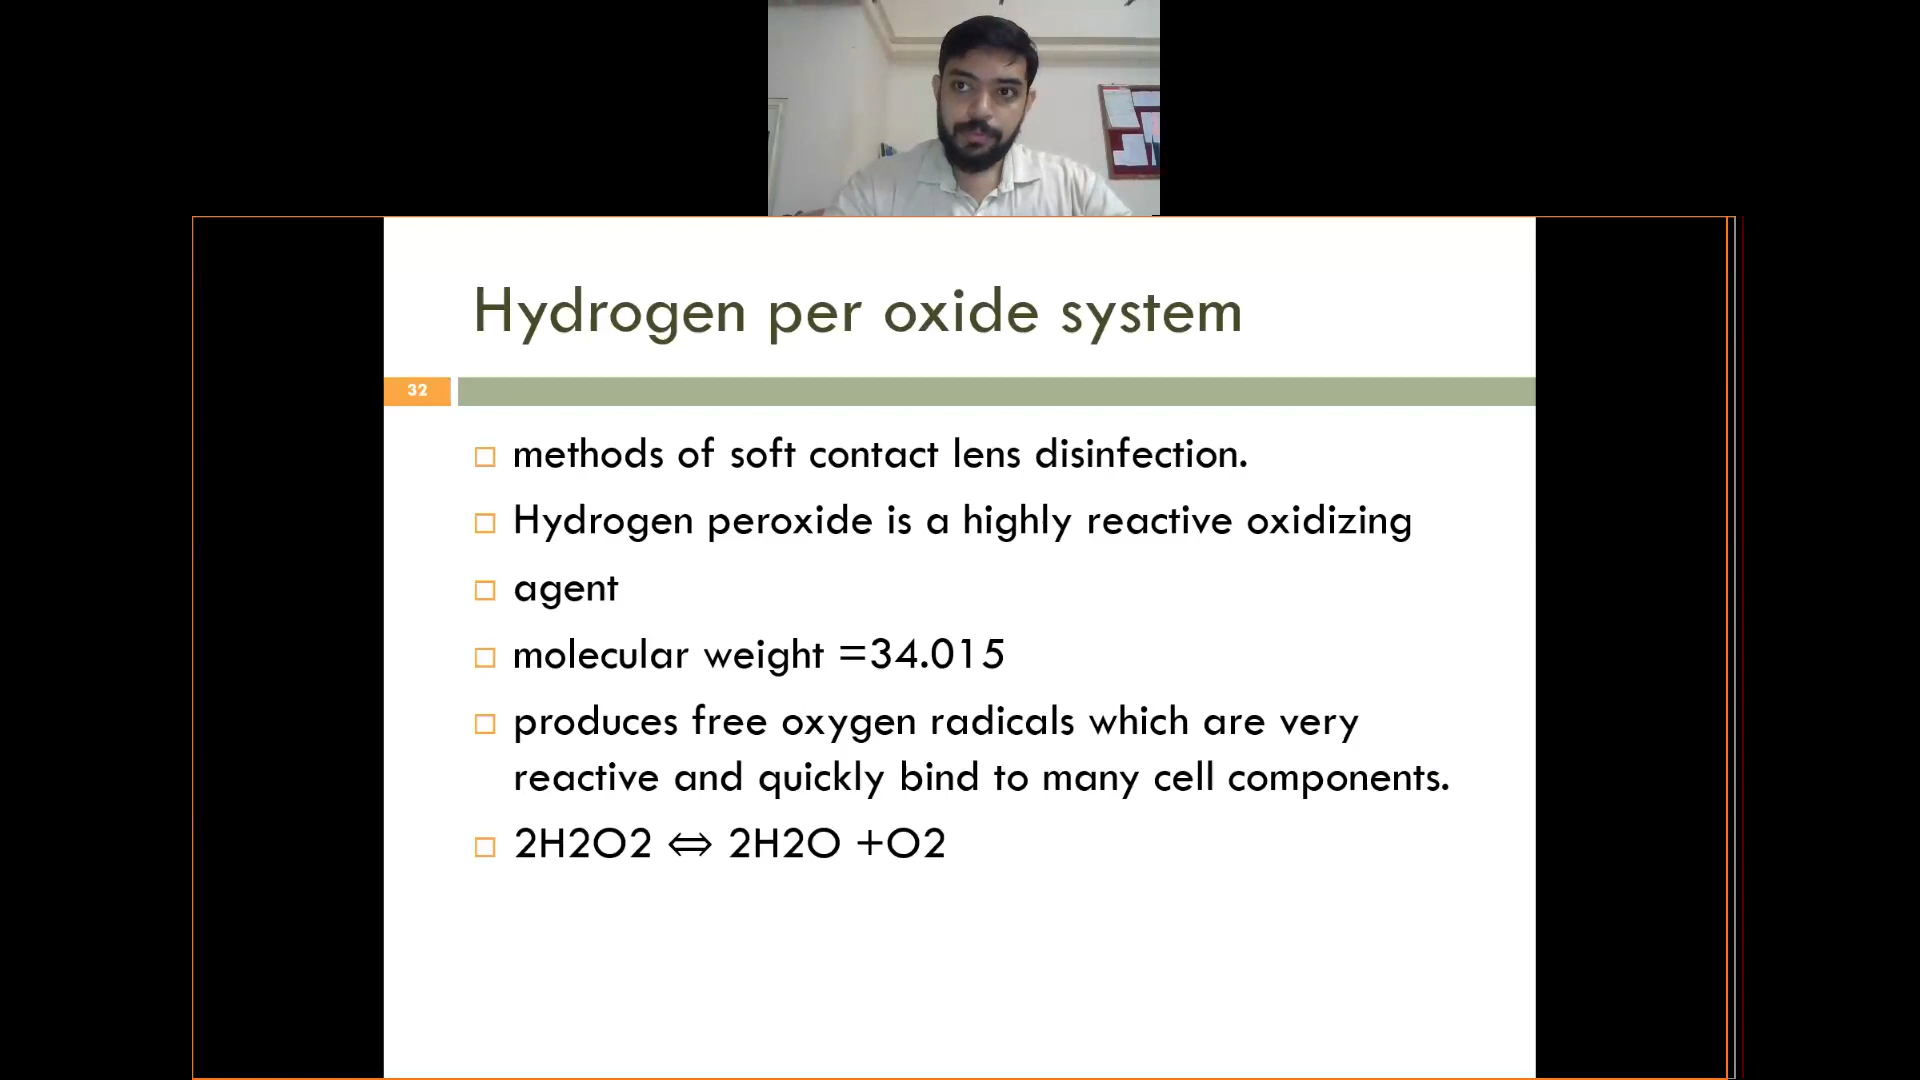 Hydrogen per oxide system
32
methods of soft contact lens disinfection.
Hydrogen peroxide is a highly reactive oxidizing
agent
molecular weight =34.015
produces free oxygen radicals which are very
reactive and quickly bind to many cell components.
2H2O2 ⇔ 2H2O +O2